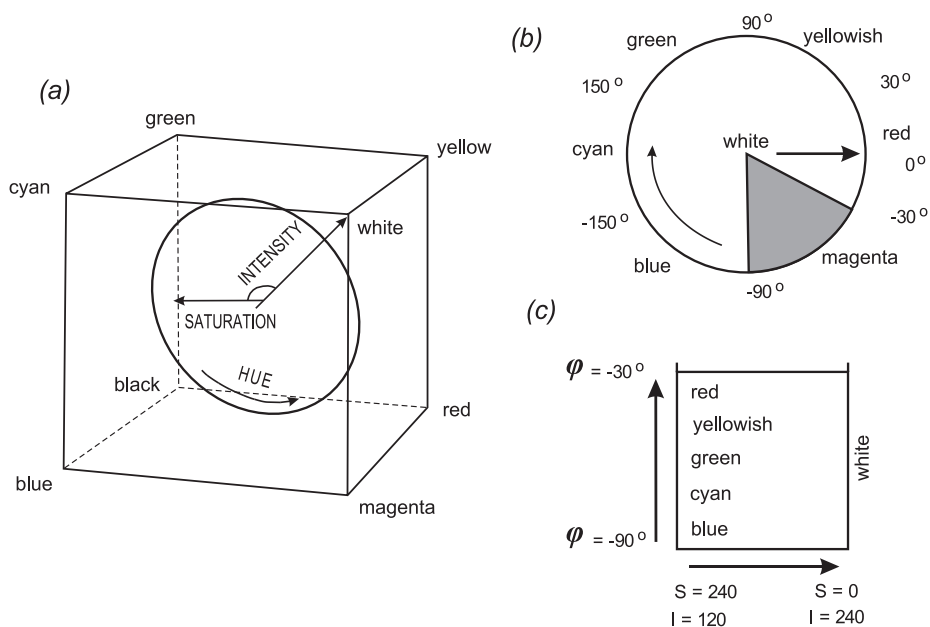 (a)
green
yellow
cyan
white
INTENSITY
SATURATION
HUE
black
red
blue
magenta
(b)
90°
green
yellowish
150°
30°
white
red
cyan
0°
-150°
-30°
blue
magenta
-90°
(c)
φ = -30°
red
yellowish
green
white
cyan
blue
φ = -90°
S = 240 S = 0
I = 120 I = 240